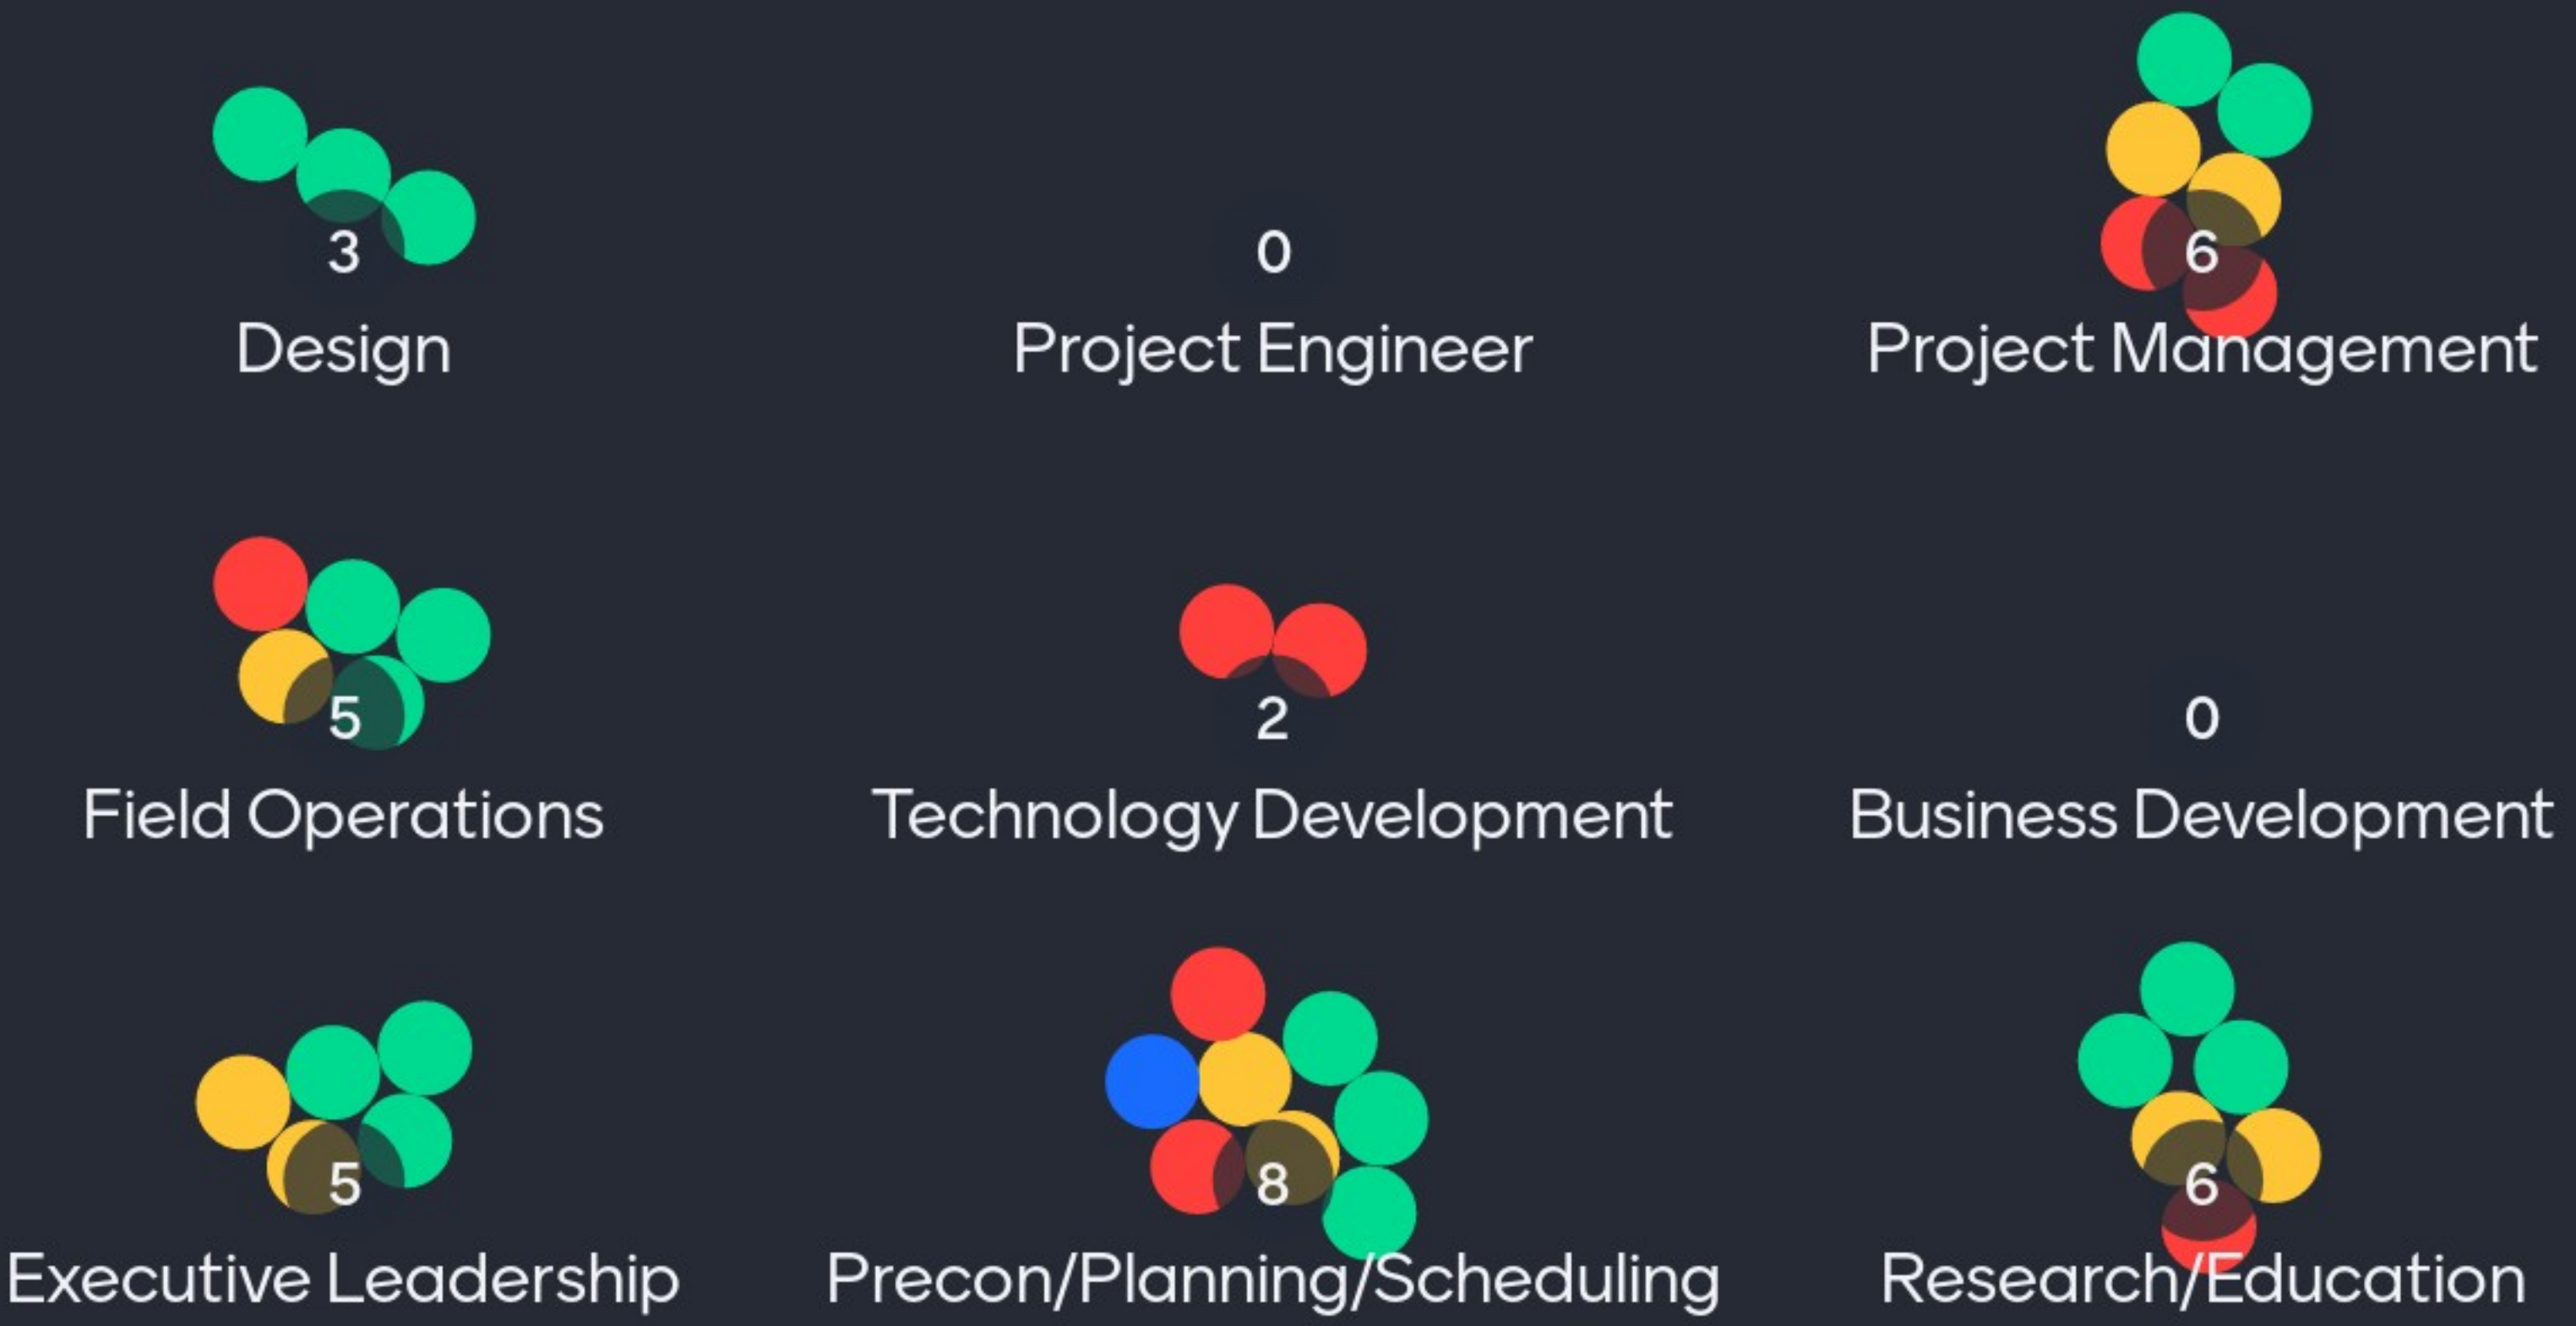 3
Design
0
Project Engineer
6
Project Management
5
Field Operations
2
Technology Development
0
Business Development
5
Executive Leadership
8
Precon/Planning/Scheduling
6
Research/Education